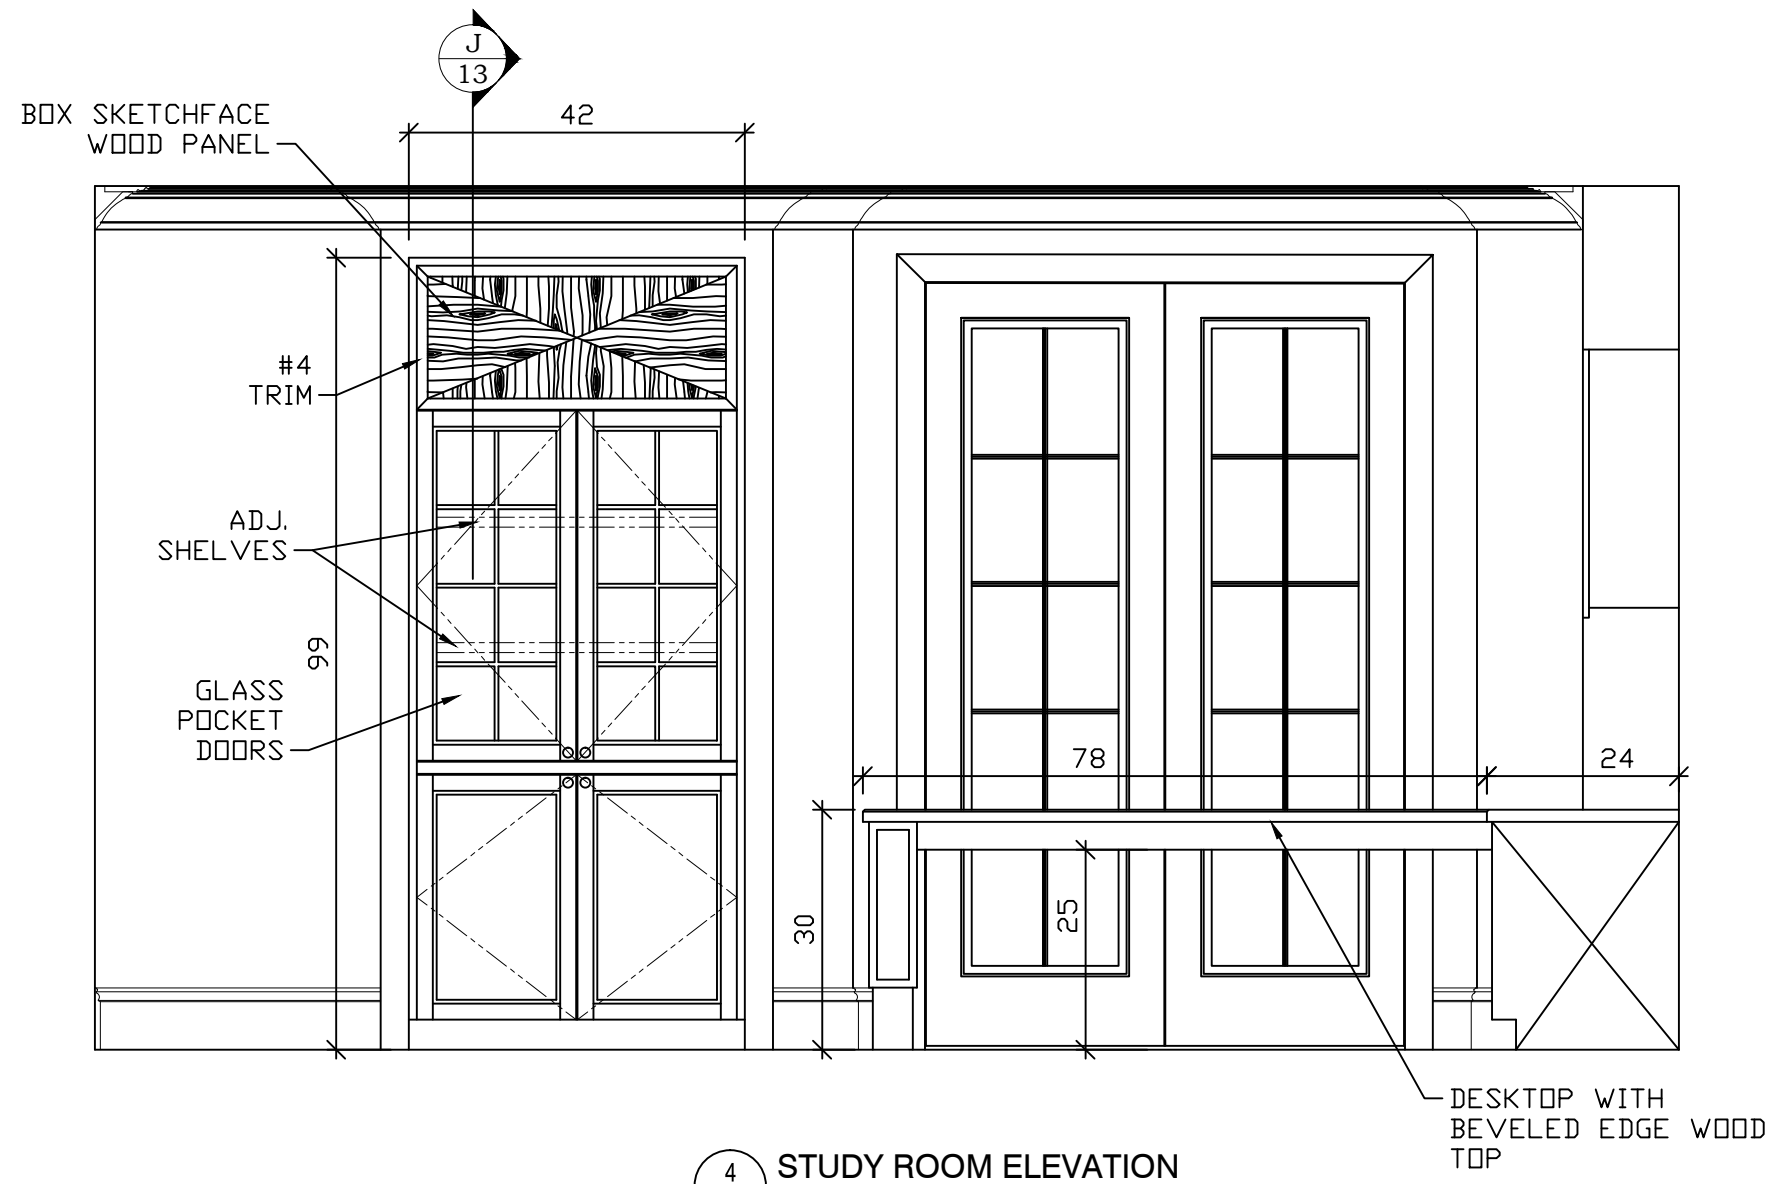 J
13
42
BOX SKETCHFACE
WOOD PANEL
#4
TRIM
ADJ.
SHELVES
99
GLASS
POCKET
DOORS
78
24
30
25
DESKTOP WITH
BEVELED EDGE WOOD
TOP
4
STUDY ROOM ELEVATION